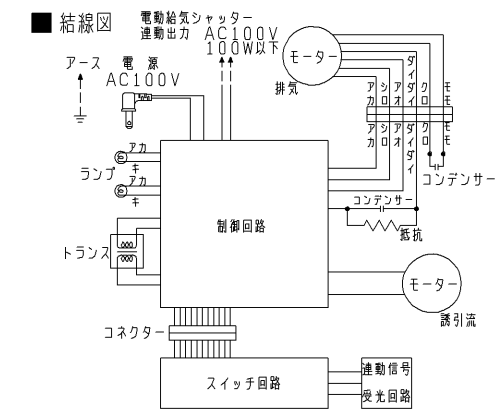 ■ 結線図
電動給気シャッター
連動出力 AC100V
100W以下
アース
電源
AC100V
モーター
排気
アカ
シロ
アオ
ダイダイ
クロ
モモ
アカ
シロ
アオ
ダイダイ
クロ
モモ
コンデンサー
アカ
ランプ
キ
アカ
キ
制御回路
コンデンサー
抵抗
トランス
モーター
誘引流
コネクター
スイッチ回路
連動信号
受光回路